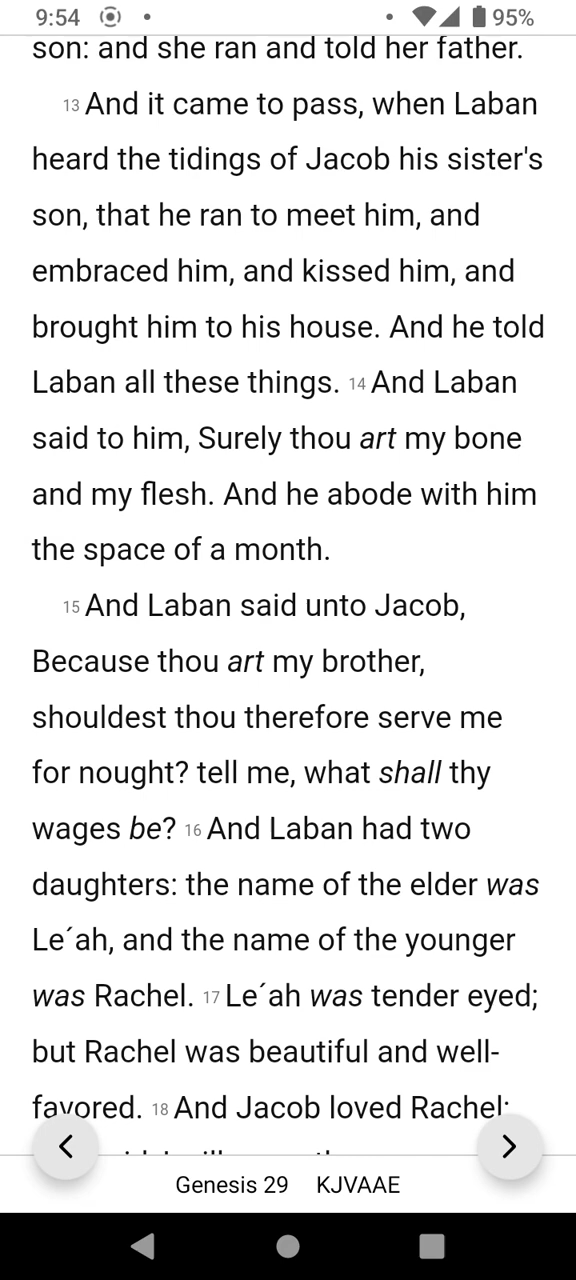 9:54
95%
son: and she ran and told her father.
13 And it came to pass, when Laban
heard the tidings of Jacob his sister's
son, that he ran to meet him, and
embraced him, and kissed him, and
brought him to his house. And he told
Laban all these things. 14 And Laban
said to him, Surely thou art my bone
and my flesh. And he abode with him
the space of a month.
15 And Laban said unto Jacob,
Because thou art my brother,
shouldest thou therefore serve me
for nought? tell me, what shall thy
wages be? 16 And Laban had two
daughters: the name of the elder was
Le´ah, and the name of the younger
was Rachel. 17 Le´ah was tender eyed;
but Rachel was beautiful and well-
favored. 18 And Jacob loved Rachel;
Genesis 29 KJVAAE